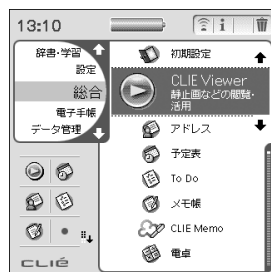 13:10
辞書・学習
設定
総合
電子手帳
データ管理
初期設定
CLIE Viewer
静止画などの閲覧・
活用
アドレス
予定表
To Do
メモ帳
CLIE Memo
電卓
CLIÉ